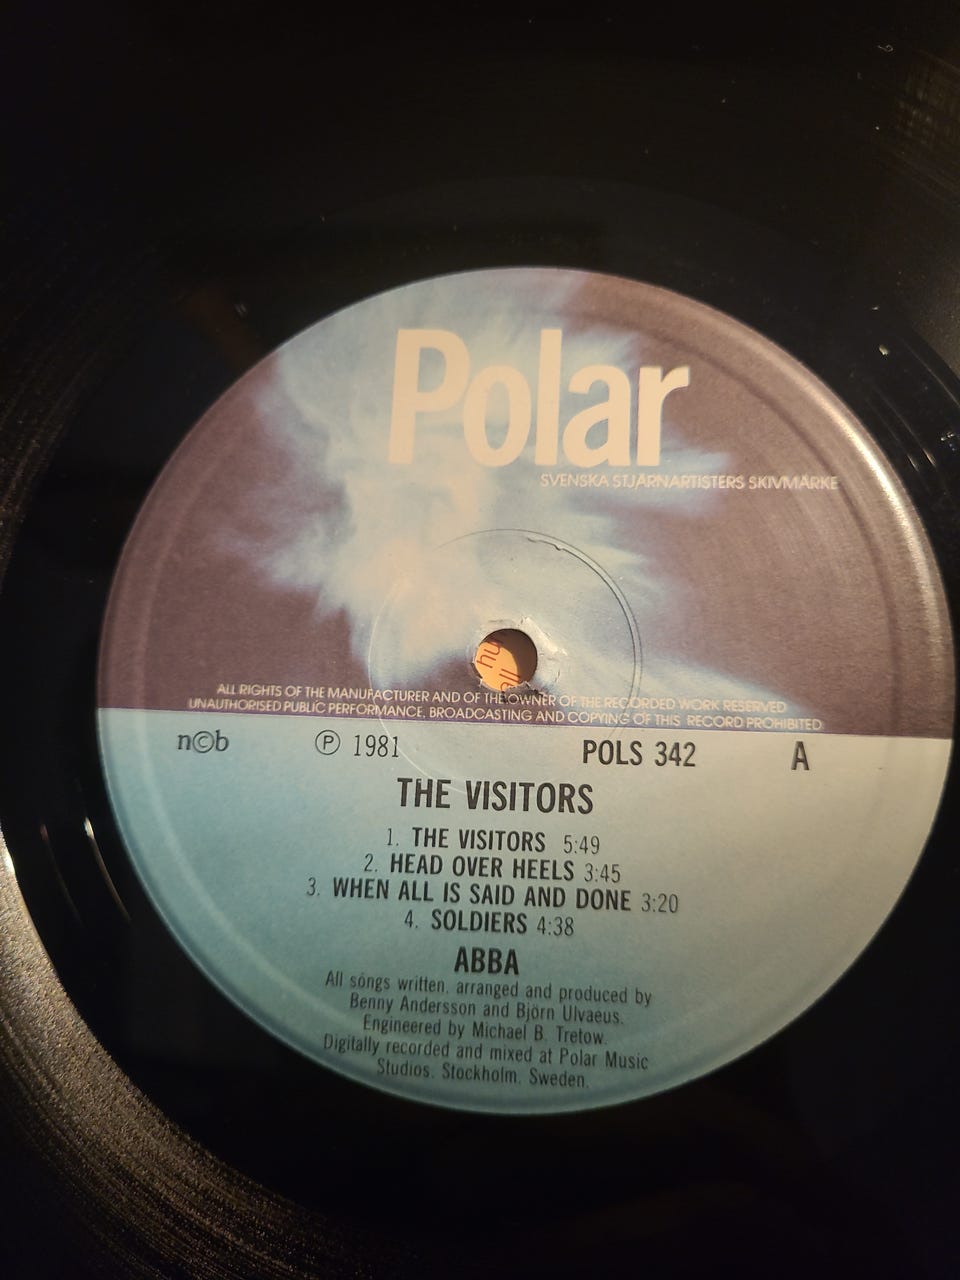 Polar
SVENSKA STJÄRNARTISTERS SKIVMÄRKE
hu
ell
ALL RIGHTS OF THE MANUFACTURER AND OF THE OWNER OF THE RECORDED WORK RESERVED
UNAUTHORISED PUBLIC PERFORMANCE, BROADCASTING AND COPYING OF THIS RECORD PROHIBITED
n©b ℗ 1981 POLS 342 A
THE VISITORS
1. THE VISITORS 5:49
2. HEAD OVER HEELS 3:45
3. WHEN ALL IS SAID AND DONE 3:20
4. SOLDIERS 4:38
ABBA
All songs written, arranged and produced by
Benny Andersson and Björn Ulvaeus.
Engineered by Michael B. Tretow.
Digitally recorded and mixed at Polar Music
Studios. Stockholm. Sweden.